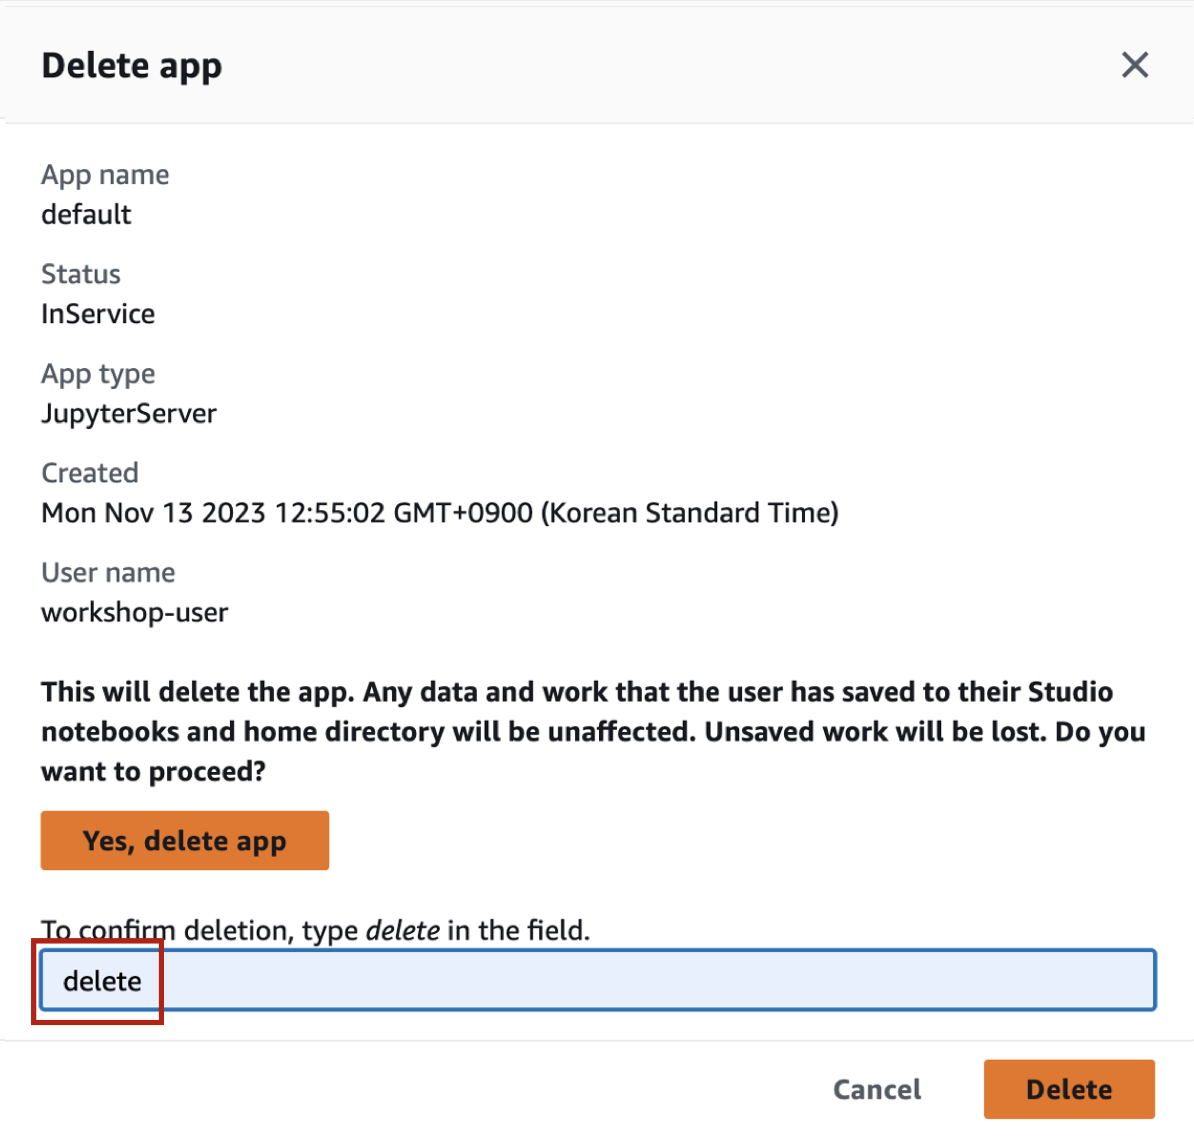 Delete app
App name
default
Status
InService
App type
JupyterServer
Created
Mon Nov 13 2023 12:55:02 GMT+0900 (Korean Standard Time)
User name
workshop-user
This will delete the app. Any data and work that the user has saved to their Studio
notebooks and home directory will be unaffected. Unsaved work will be lost. Do you
want to proceed?
Yes, delete app
To confirm deletion, type delete in the field.
delete
Cancel
Delete